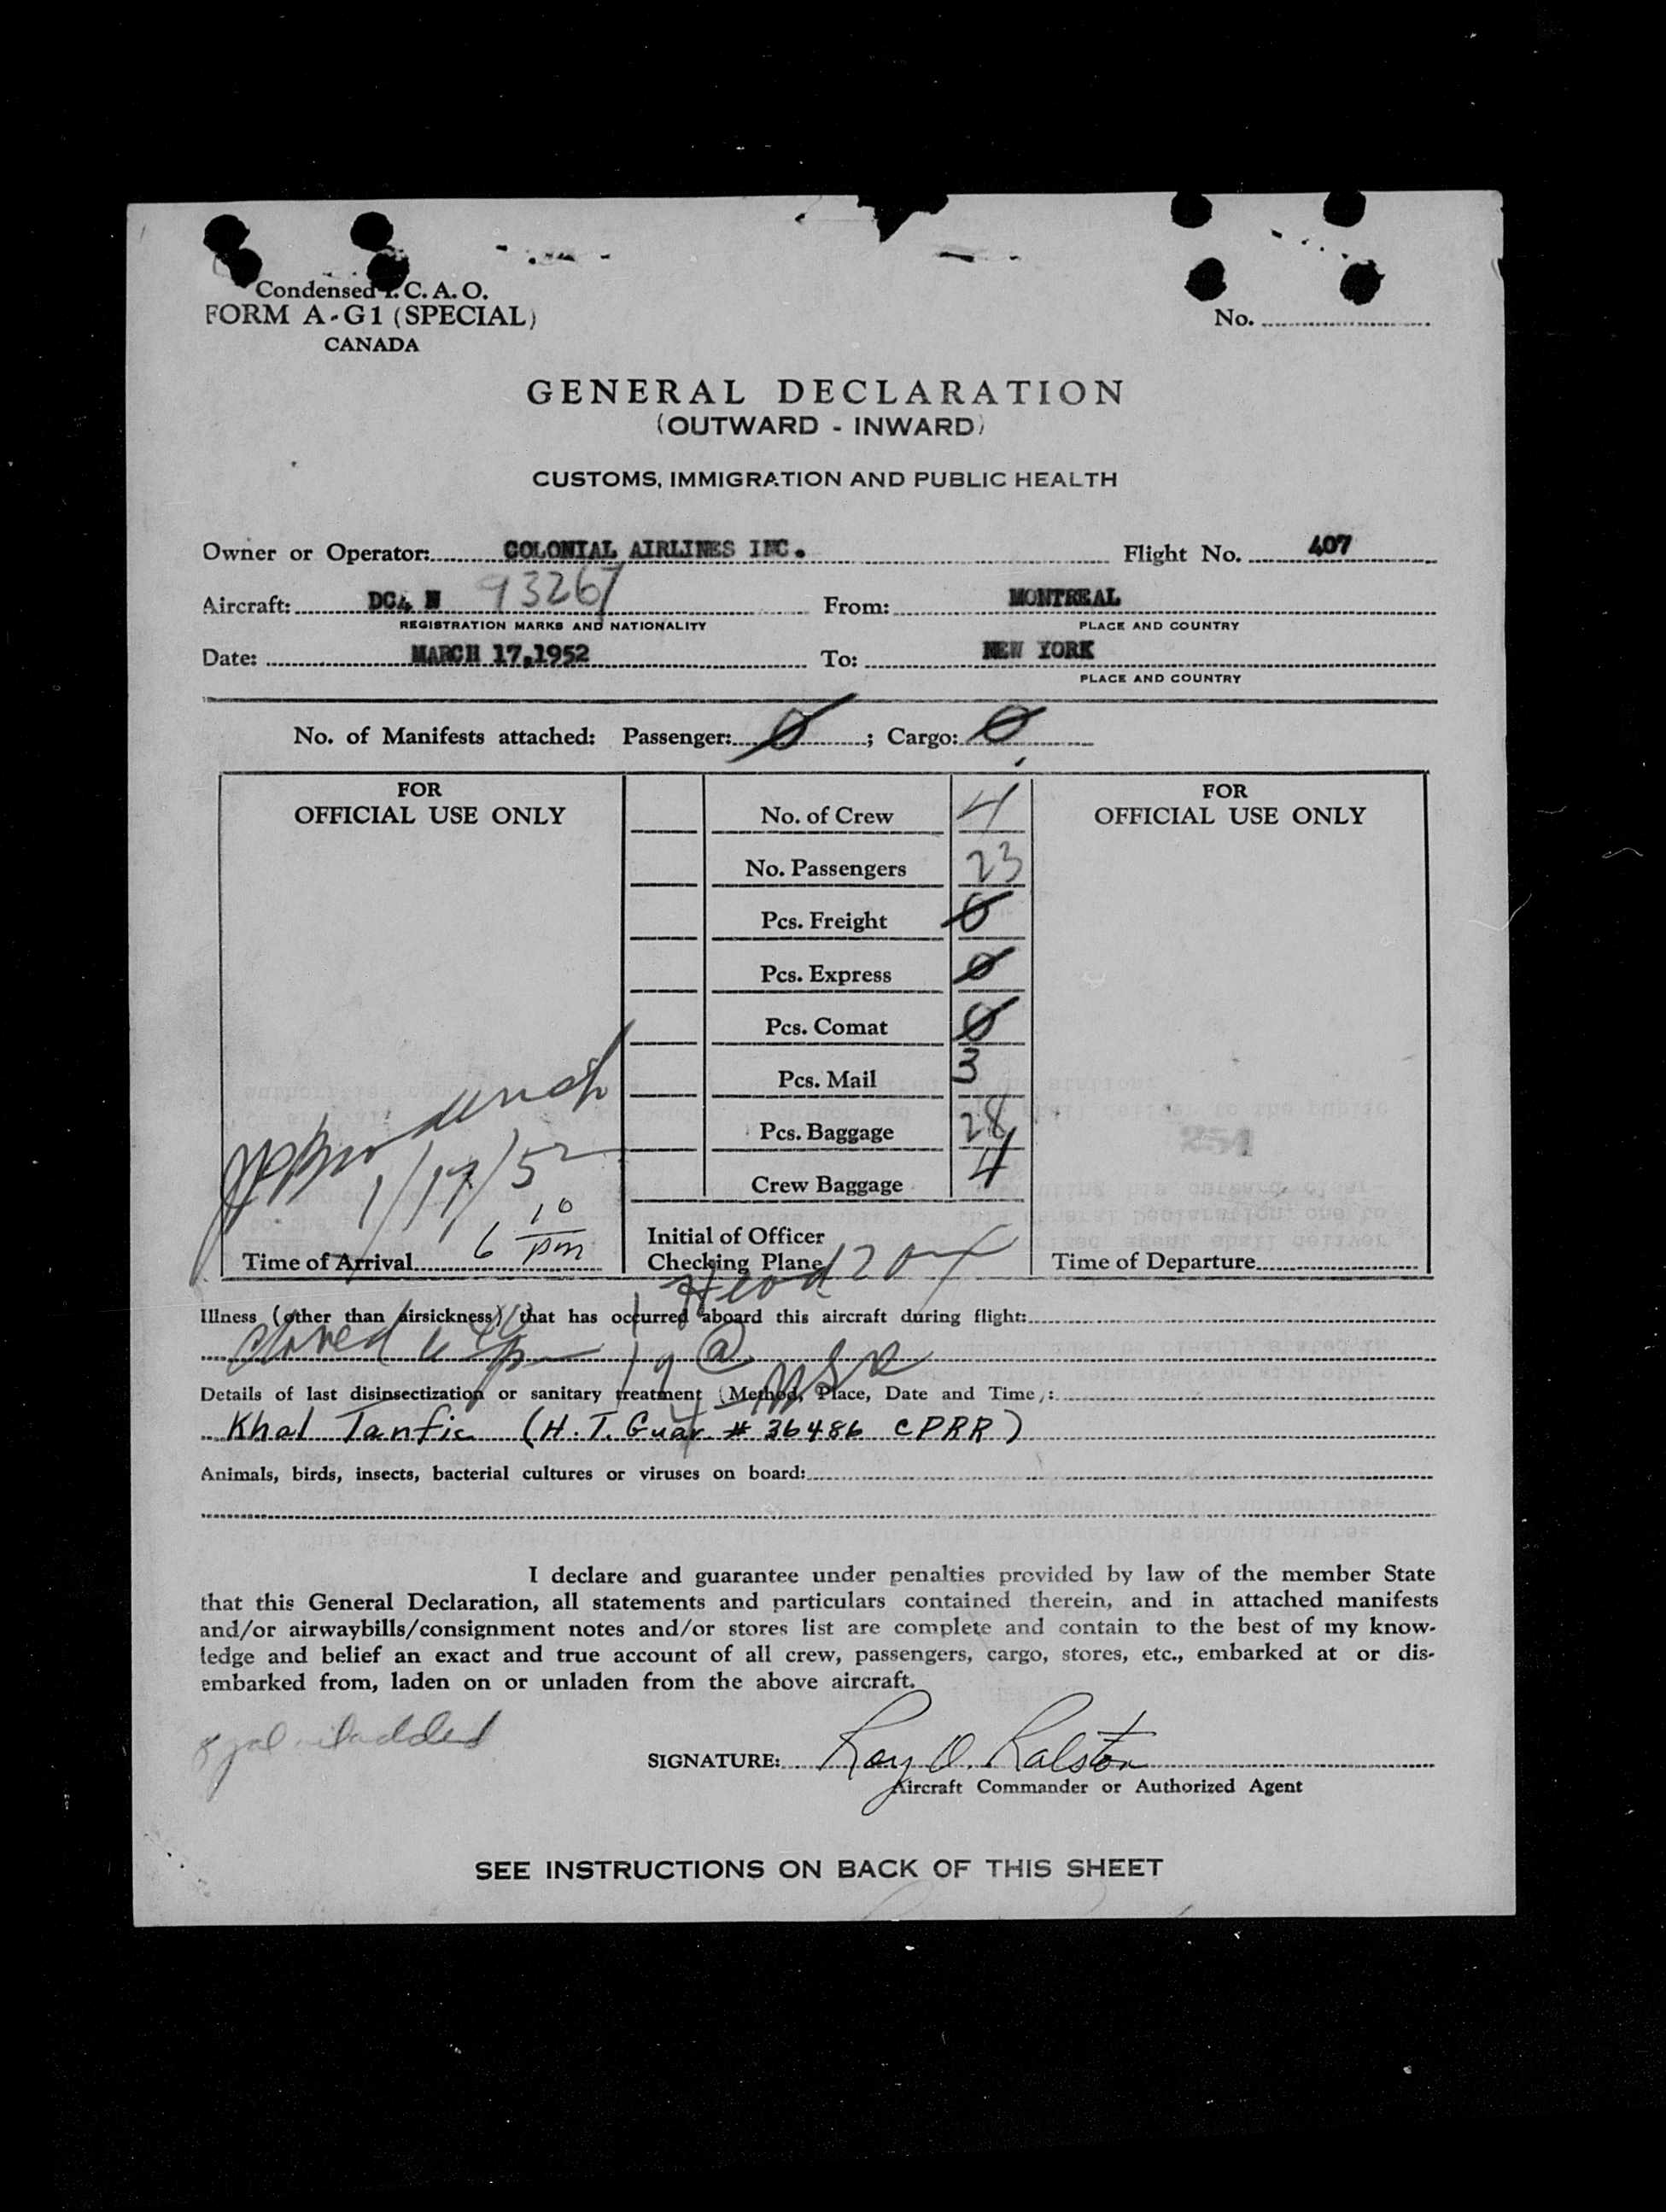 Condensed I. C. A. O.
FORM A-G1 (SPECIAL)
CANADA
No.
GENERAL DECLARATION
(OUTWARD - INWARD)
CUSTOMS, IMMIGRATION AND PUBLIC HEALTH
Owner or Operator: COLONIAL AIRLINES INC. Flight No. 407
Aircraft: DC4 N 93267 From: MONTREAL
REGISTRATION MARKS AND NATIONALITY PLACE AND COUNTRY
Date: MARCH 17,1952 To: NEW YORK
PLACE AND COUNTRY
No. of Manifests attached: Passenger: 0 ; Cargo: 0
FOR
OFFICIAL USE ONLY
No. of Crew 4
No. Passengers 23
Pcs. Freight 0
Pcs. Express 0
Pcs. Comat 0
Pcs. Mail 3
Pcs. Baggage 28
Crew Baggage 4
FOR
OFFICIAL USE ONLY
/17/52
Time of Arrival 6 10 pm
Initial of Officer
Checking Plane
Time of Departure
Illness (other than airsickness) that has occurred aboard this aircraft during flight:
Details of last disinsectization or sanitary treatment (Method, Place, Date and Time):
Khal Tanfic (H. T. Guar. # 36486 CPRR)
Animals, birds, insects, bacterial cultures or viruses on board:
I declare and guarantee under penalties provided by law of the member State
that this General Declaration, all statements and particulars contained therein, and in attached manifests
and/or airwaybills/consignment notes and/or stores list are complete and contain to the best of my know-
ledge and belief an exact and true account of all crew, passengers, cargo, stores, etc., embarked at or dis-
embarked from, laden on or unladen from the above aircraft.
SIGNATURE: Roy O. Ralston
Aircraft Commander or Authorized Agent
SEE INSTRUCTIONS ON BACK OF THIS SHEET